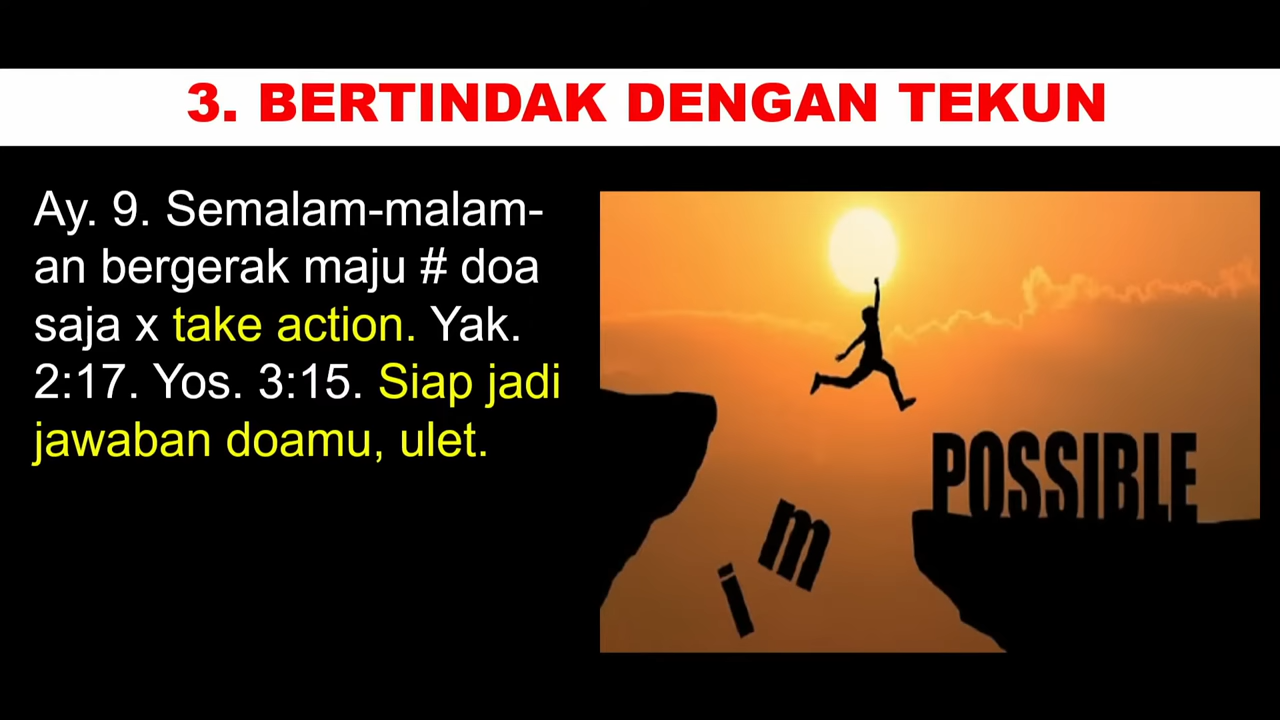 3. BERTINDAK DENGAN TEKUN
Ay. 9. Semalam-malam-
an bergerak maju # doa
saja x take action. Yak.
2:17. Yos. 3:15. Siap jadi
jawaban doamu, ulet.
POSSIBLE
im